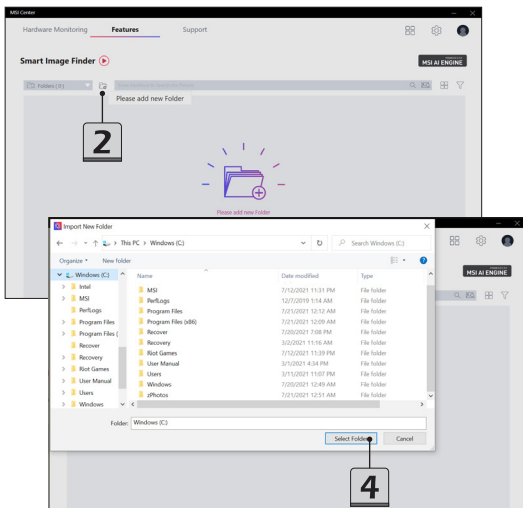 MSI Center
Hardware Monitoring Features Support
Smart Image Finder
POWERED BY
MSI AI ENGINE
Folders ( 0 )
Please add new Folder
2
Please add new Folder
Import New Folder
This PC > Windows (C:)
Search Windows (C:)
Organize New folder
Windows (C:)
Intel
MSI
PerfLogs
Program Files
Program Files (
Recover
Recovery
Riot Games
User Manual
Users
Windows
Name Date modified Type
MSI 7/12/2021 11:31 PM File folder
PerfLogs 12/7/2019 1:14 AM File folder
Program Files 7/21/2021 12:12 AM File folder
Program Files (x86) 7/21/2021 12:09 AM File folder
Recover 7/20/2021 7:08 PM File folder
Recovery 3/2/2021 11:16 AM File folder
Riot Games 7/12/2021 11:39 PM File folder
User Manual 3/1/2021 4:34 PM File folder
Users 3/11/2021 11:07 PM File folder
Windows 7/20/2021 12:49 AM File folder
zPhotos 7/21/2021 12:51 AM File folder
Folder: Windows (C:)
Select Folder Cancel
MSI AI ENGINE
4